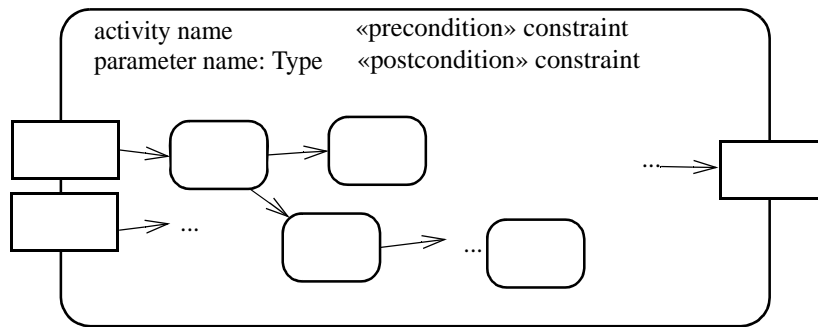 activity name «precondition» constraint
parameter name: Type «postcondition» constraint
...
...
...